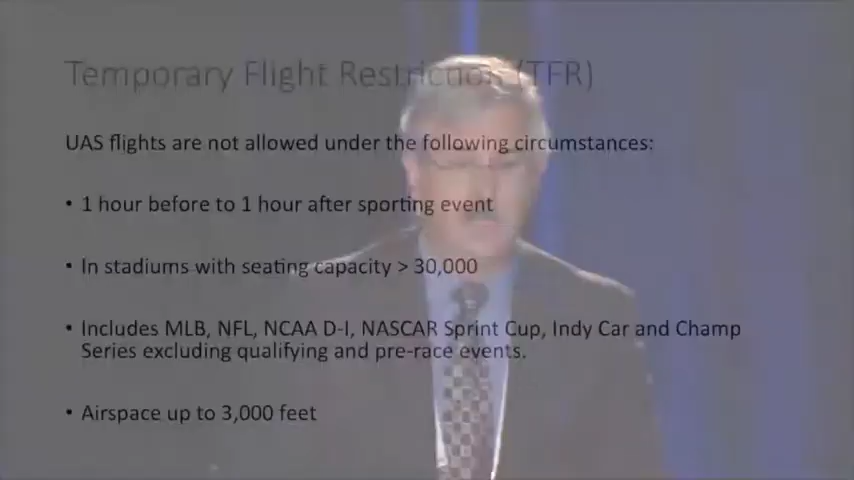 Temporary Flight Restriction (TFR)
UAS flights are not allowed under the following circumstances:
• 1 hour before to 1 hour after sporting event
• In stadiums with seating capacity > 30,000
• Includes MLB, NFL, NCAA D-I, NASCAR Sprint Cup, Indy Car and Champ
Series excluding qualifying and pre-race events.
• Airspace up to 3,000 feet